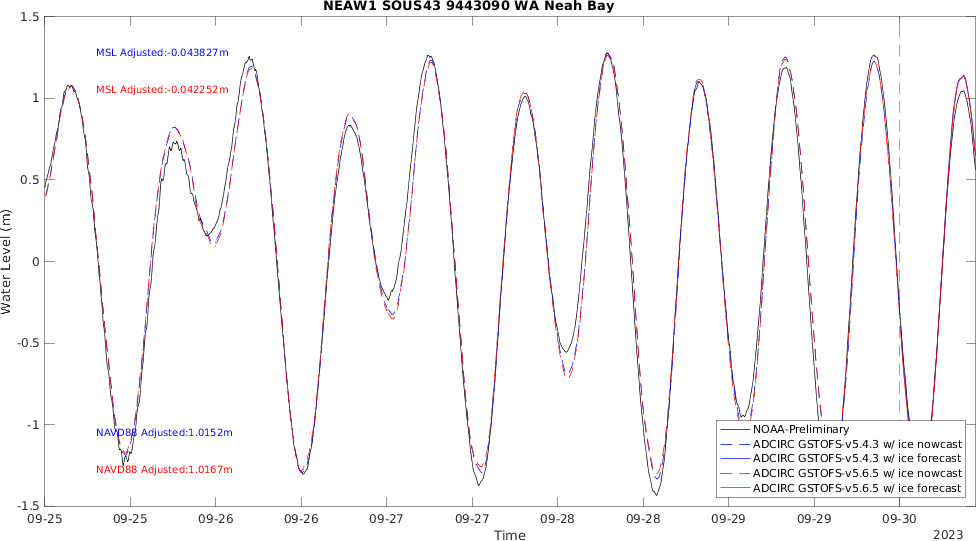 NEAW1 SOUS43 9443090 WA Neah Bay
MSL Adjusted:-0.043827m
MSL Adjusted:-0.042252m
NAVD88 Adjusted:1.0152m
NAVD88 Adjusted:1.0167m
Water Level (m)
1.5
1
0.5
0
-0.5
-1
-1.5
NOAA-Preliminary
ADCIRC GSTOFS-v5.4.3 w/ ice nowcast
ADCIRC GSTOFS-v5.4.3 w/ ice forecast
ADCIRC GSTOFS-v5.6.5 w/ ice nowcast
ADCIRC GSTOFS-v5.6.5 w/ ice forecast
09-25 09-25 09-26 09-26 09-27 09-27 09-28 09-28 09-29 09-29 09-30
Time
2023